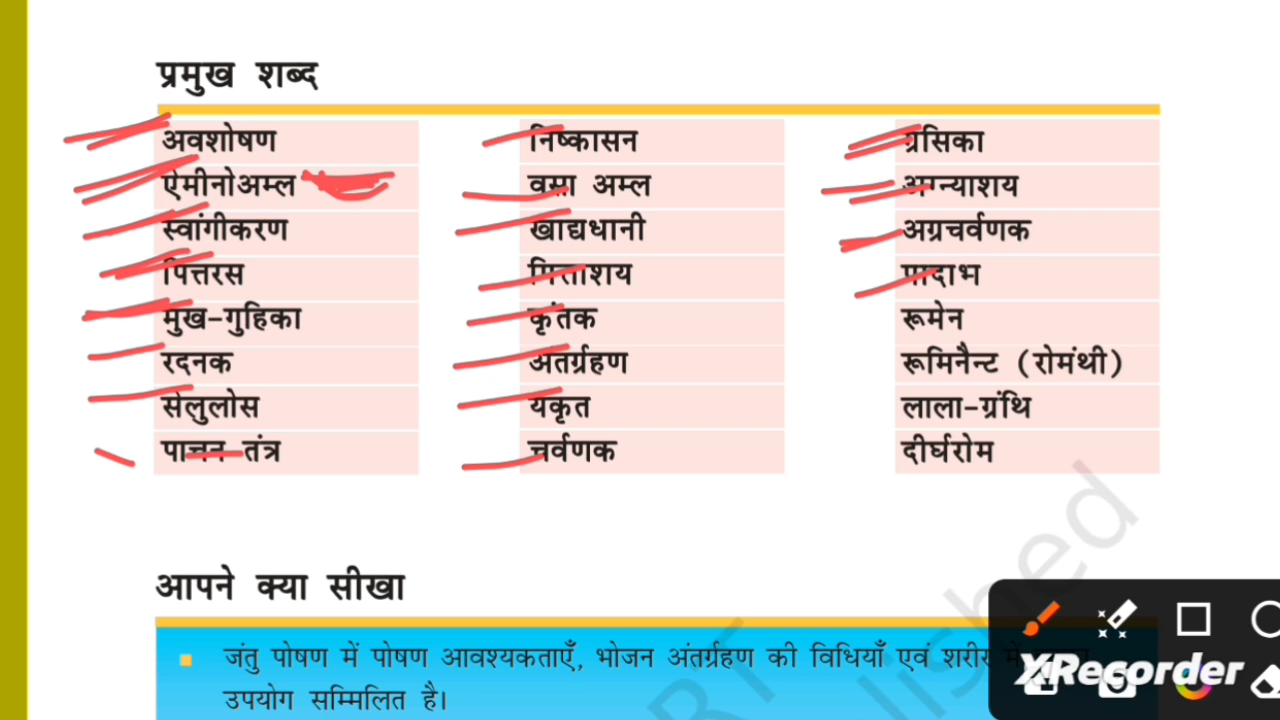 प्रमुख शब्द
अवशोषण निष्कासन ग्रसिका
ऐमीनोअम्ल वसा अम्ल अग्न्याशय
स्वांगीकरण खाद्यधानी अग्रचर्वणक
पित्तरस पित्ताशय पादाभ
मुख-गुहिका कृंतक रूमेन
रदनक अंतर्ग्रहण रूमिनैन्ट (रोमंथी)
सेलुलोस यकृत लाला-ग्रंथि
पाचन तंत्र चर्वणक दीर्घरोम
आपने क्या सीखा
जंतु पोषण में पोषण आवश्यकताएँ, भोजन अंतर्ग्रहण की विधियाँ एवं शरीर में
उपयोग सम्मिलित है।
XRecorder